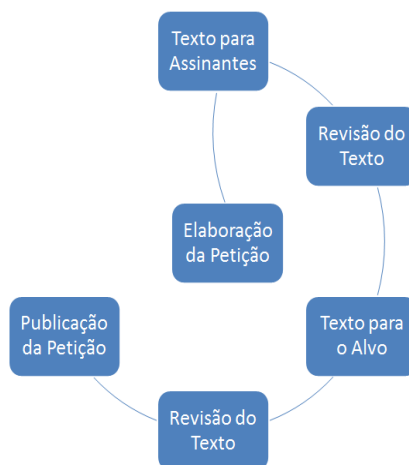 Texto para
Assinantes
Revisão do
Texto
Elaboração
da Petição
Publicação
da Petição
Texto para
o Alvo
Revisão do
Texto